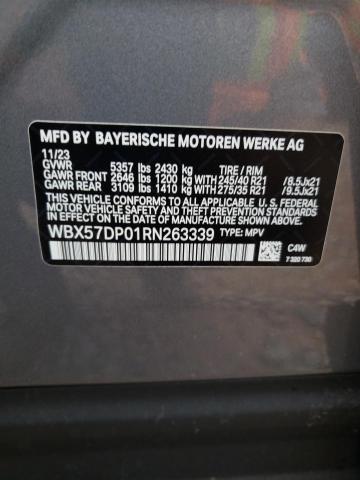 MFD BY BAYERISCHE MOTOREN WERKE AG
11/23
GVWR 5357 lbs 2430 kg TIRE / RIM
GAWR FRONT 2646 lbs 1200 kg WITH 245/40 R21 /8.5Jx21
GAWR REAR 3109 lbs 1410 kg WITH 275/35 R21 /9.5Jx21
THIS VEHICLE CONFORMS TO ALL APPLICABLE U.S. FEDERAL
MOTOR VEHICLE SAFETY STANDARDS IN EFFECT ON THE
DATE OF MANUFACTURE SHOWN ABOVE.
WBX57DP01RN263339 TYPE: MPV
C4W
7 320 730